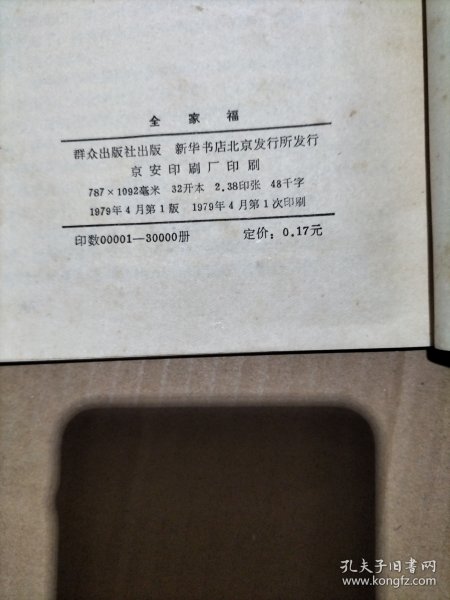 全家福
群众出版社出版 新华书店北京发行所发行
京安印刷厂印刷
787×1092毫米 32开本 2.38印张 48千字
1979年4月第1版 1979年4月第1次印刷
印数00001—30000册 定价：0.17元
孔夫子旧书网
www.kongfz.com